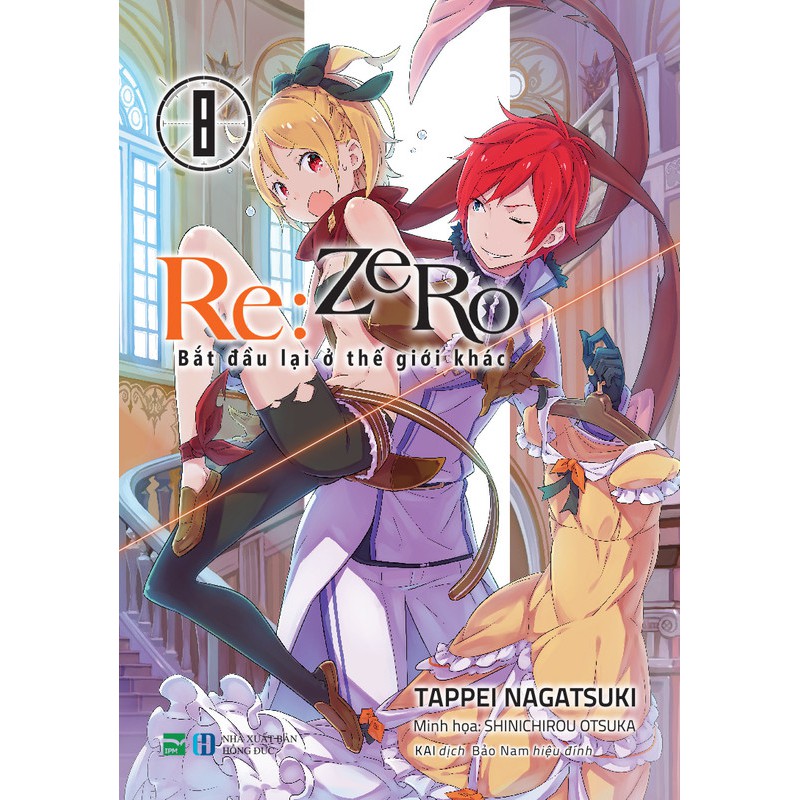 8
Re:ZeRo
Bắt đầu lại ở thế giới khác
TAPPEI NAGATSUKI
Minh họa: SHINICHIROU OTSUKA
KAI dịch Bảo Nam hiệu đính
IPM
NHÀ XUẤT BẢN
HỒNG ĐỨC